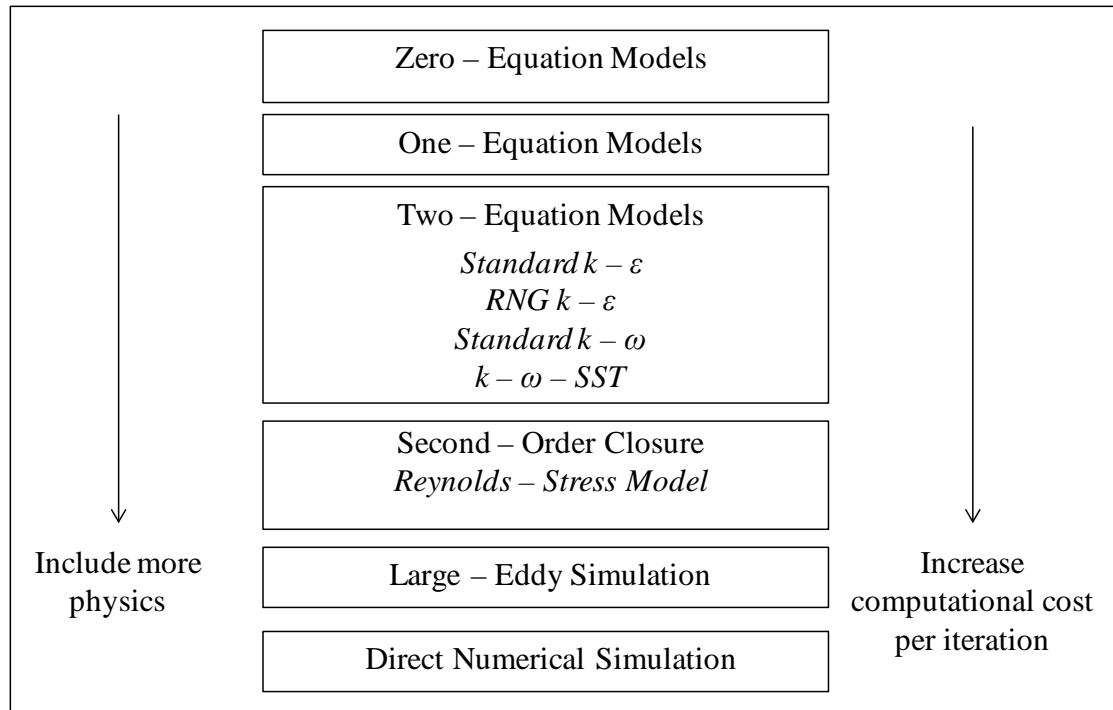 Zero – Equation Models
One – Equation Models
Two – Equation Models
Standard k – ε
RNG k – ε
Standard k – ω
k – ω – SST
Second – Order Closure
Reynolds – Stress Model
Large – Eddy Simulation
Direct Numerical Simulation
Include more
physics
Increase
computational cost
per iteration